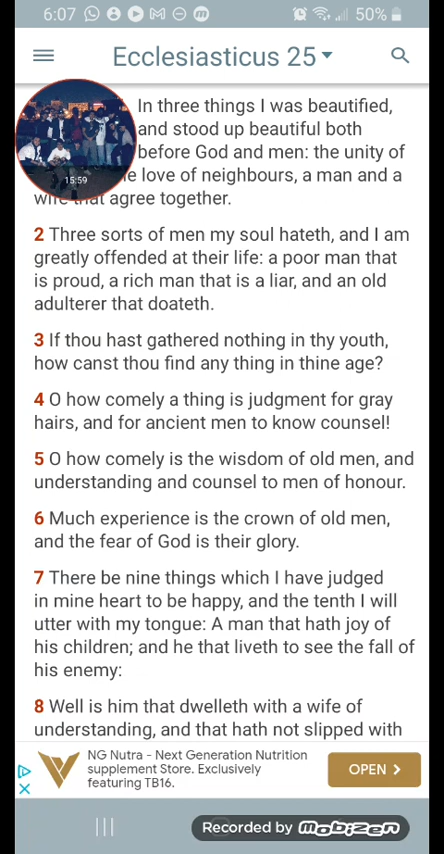 6:07 50%
Ecclesiasticus 25
In three things I was beautified,
and stood up beautiful both
before God and men: the unity of
love of neighbours, a man and a
wife that agree together.
2 Three sorts of men my soul hateth, and I am
greatly offended at their life: a poor man that
is proud, a rich man that is a liar, and an old
adulterer that doateth.
3 If thou hast gathered nothing in thy youth,
how canst thou find any thing in thine age?
4 O how comely a thing is judgment for gray
hairs, and for ancient men to know counsel!
5 O how comely is the wisdom of old men, and
understanding and counsel to men of honour.
6 Much experience is the crown of old men,
and the fear of God is their glory.
7 There be nine things which I have judged
in mine heart to be happy, and the tenth I will
utter with my tongue: A man that hath joy of
his children; and he that liveth to see the fall of
his enemy:
8 Well is him that dwelleth with a wife of
understanding, and that hath not slipped with
15:59
NG Nutra - Next Generation Nutrition
supplement Store. Exclusively
featuring TB16.
OPEN
Recorded by Mobizen